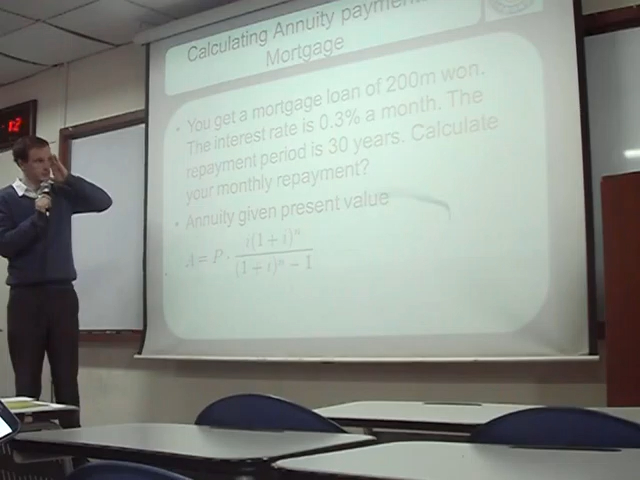 Calculating Annuity payment
Mortgage
• You get a mortgage loan of 200m won.
The interest rate is 0.3% a month. The
repayment period is 30 years. Calculate
your monthly repayment?
• Annuity given present value
A = P · i(1 + i)^n / (1 + i)^n − 1